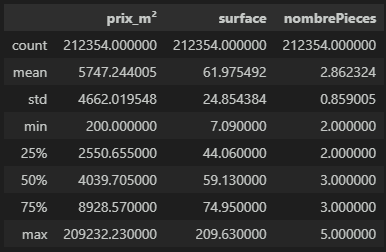 prix_m² surface nombrePieces
count 212354.000000 212354.000000 212354.000000
mean 5747.244005 61.975492 2.862324
std 4662.019548 24.854384 0.859005
min 200.000000 7.090000 2.000000
25% 2550.655000 44.060000 2.000000
50% 4039.705000 59.130000 3.000000
75% 8928.570000 74.950000 3.000000
max 209232.230000 209.630000 5.000000